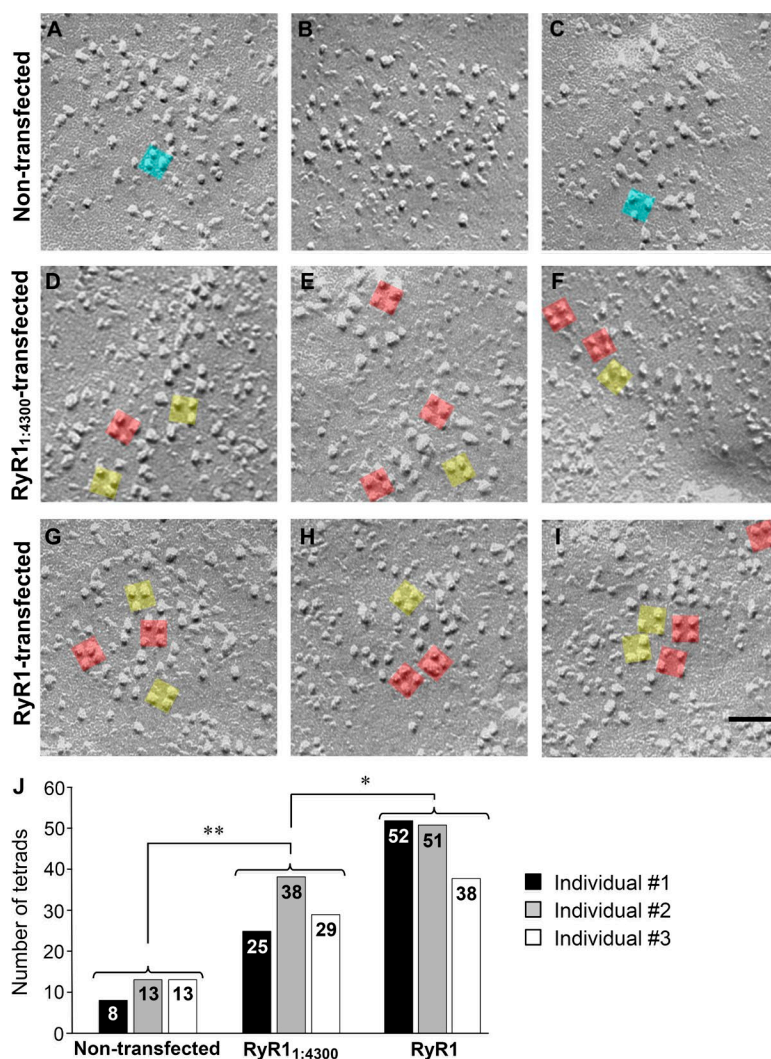 A
B
C
Non-transfected
D
E
F
RyR1₁:₄₃₀₀-transfected
G
H
I
RyR1-transfected
J
60
50
40
30
20
10
0
Number of tetrads
**
*
8
13
13
25
38
29
52
51
38
Non-transfected
RyR1₁:₄₃₀₀
RyR1
Individual #1
Individual #2
Individual #3